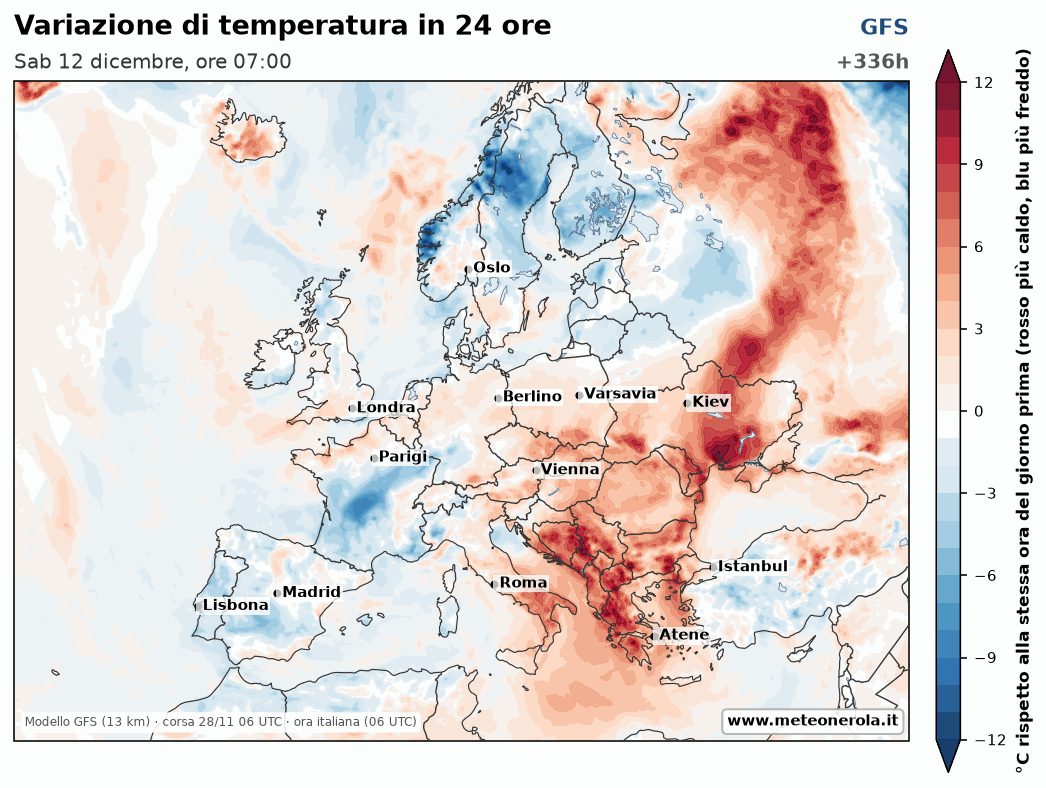 Variazione di temperatura in 24 ore
GFS
Sab 12 dicembre, ore 07:00
+336h
Oslo
Londra
Berlino
Varsavia
Kiev
Parigi
Vienna
Roma
Istanbul
Madrid
Lisbona
Atene
Modello GFS (13 km) · corsa 28/11 06 UTC · ora italiana (06 UTC)
www.meteonerola.it
12
9
6
3
0
−3
−6
−9
−12
°C rispetto alla stessa ora del giorno prima (rosso più caldo, blu più freddo)